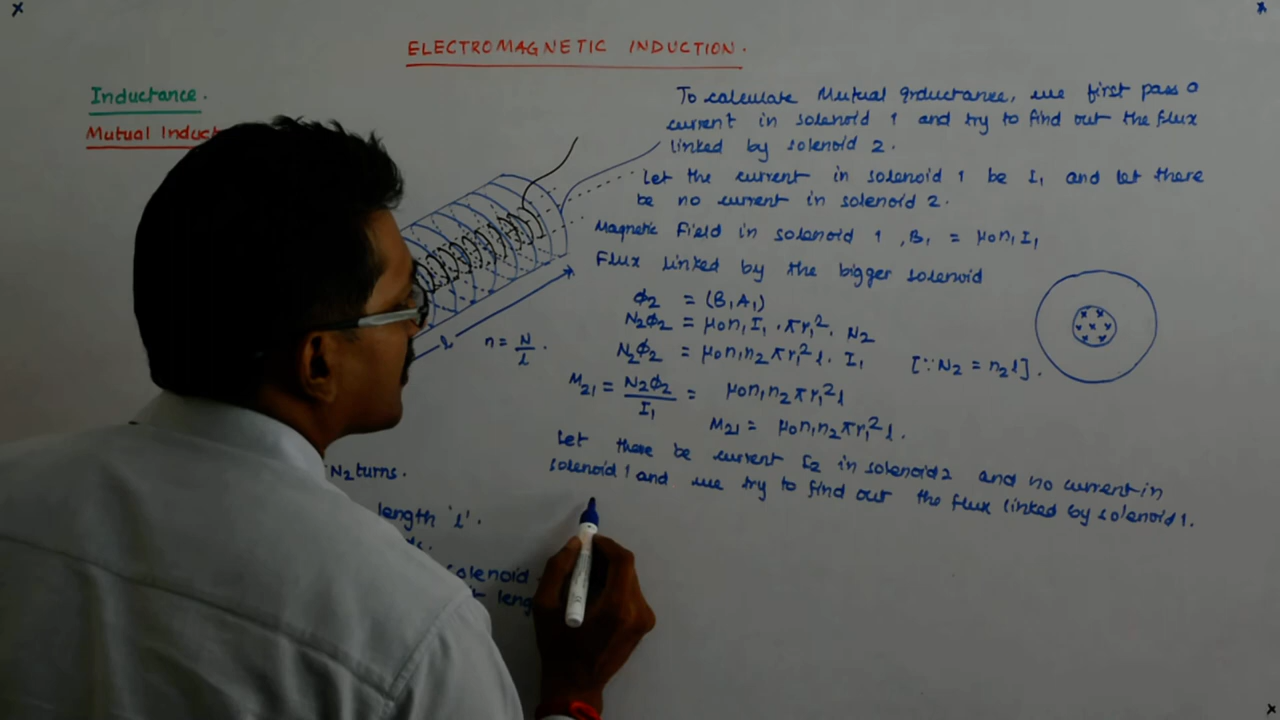 ELECTROMAGNETIC INDUCTION.
Inductance.
Mutual Induct
To calculate Mutual Inductance, we first pass a
current in solenoid 1 and try to find out the flux
linked by solenoid 2.
Let the current in solenoid 1 be I₁ and let there
be no current in solenoid 2.
Magnetic Field in solenoid 1, B₁ = μ₀n₁I₁
Flux linked by the bigger solenoid
Φ₂ = (B₁A₁)
N₂Φ₂ = μ₀n₁I₁.πr₁².N₂
N₂Φ₂ = μ₀n₁n₂πr₁²l.I₁ [∵N₂ = n₂l].
M₂₁ = N₂Φ₂/I₁ = μ₀n₁n₂πr₁²l
M₂₁ = μ₀n₁n₂πr₁²l.
Let there be current I₂ in solenoid 2 and no current in
solenoid 1 and we try to find out the flux linked by solenoid 1.
l
n = N/l.
N₂ turns.
length 'l'.
solenoid